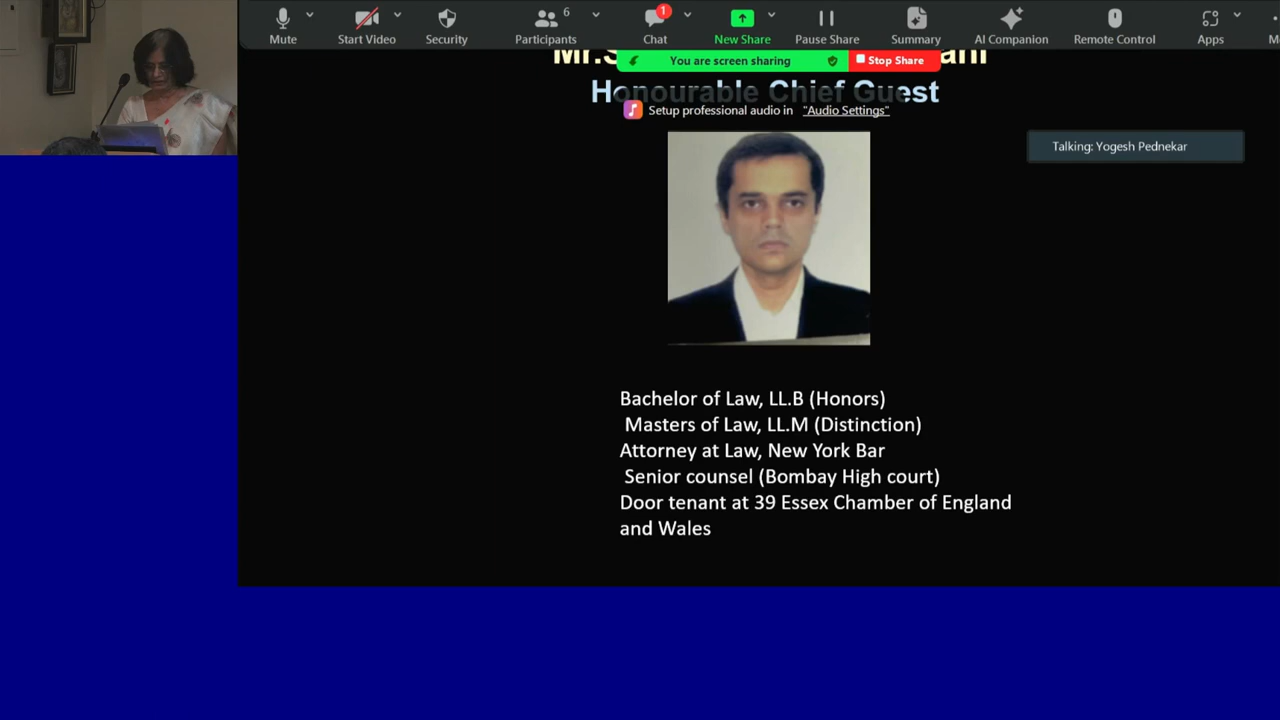 Mute
Start Video
Security
6
Participants
1
Chat
New Share
Pause Share
Summary
AI Companion
Remote Control
Apps
You are screen sharing
Stop Share
Honourable Chief Guest
Setup professional audio in "Audio Settings"
Talking: Yogesh Pednekar
Bachelor of Law, LL.B (Honors)
Masters of Law, LL.M (Distinction)
Attorney at Law, New York Bar
Senior counsel (Bombay High court)
Door tenant at 39 Essex Chamber of England
and Wales